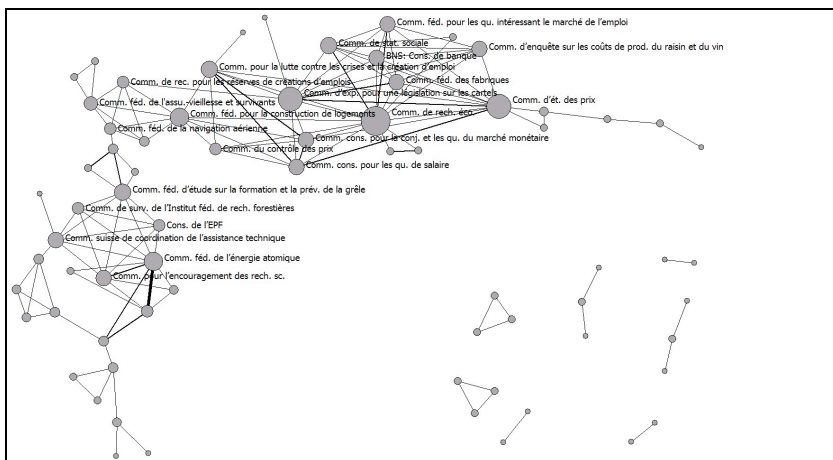 Comm. féd. pour les qu. intéressant le marché de l'emploi
Comm. de stat. sociale
Comm. d'enquête sur les coûts de prod. du raisin et du vin
BNS: Cons. de banque
Comm. pour la lutte contre les crises et la création d'emploi
Comm. de rec. pour les réserves de créations d'emplois
Comm. féd. des fabriques
Comm. d'exp. pour une législation sur les cartels
Comm. féd. de l'assu.-vieillesse et survivants
Comm. d'ét. des prix
Comm. féd. pour la construction de logements
Comm. de rech. éco.
Comm. féd. de la navigation aérienne
Comm. cons. pour la conj. et les qu. du marché monétaire
Comm. du contrôle des prix
Comm. cons. pour les qu. de salaire
Comm. féd. d'étude sur la formation et la prév. de la grêle
Comm. de surv. de l'Institut féd. de rech. forestières
Cons. de l'EPF
Comm. suisse de coordination de l'assistance technique
Comm. féd. de l'énergie atomique
Comm. pour l'encouragement des rech. sc.